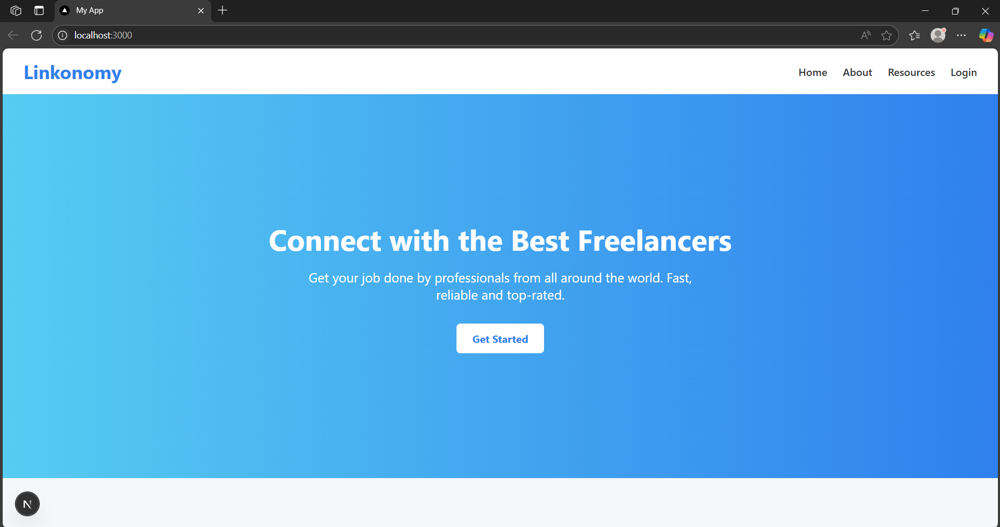 My App
localhost:3000
Linkonomy
Home About Resources Login
Connect with the Best Freelancers
Get your job done by professionals from all around the world. Fast,
reliable and top-rated.
Get Started
N